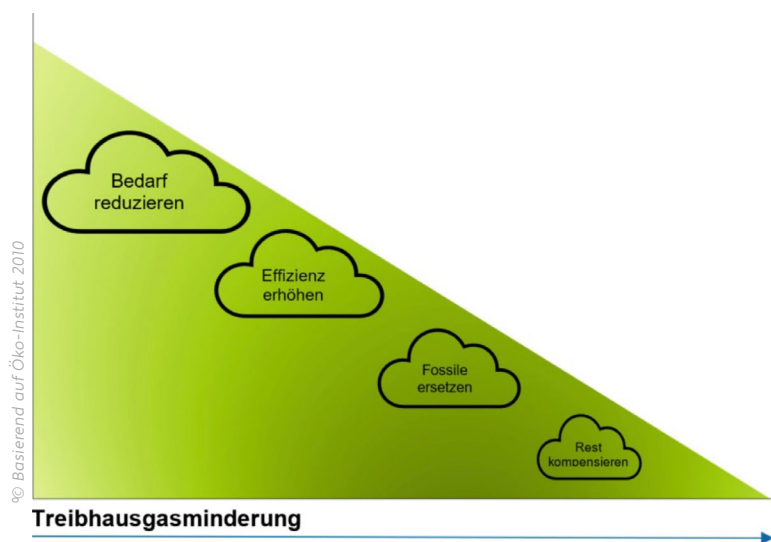 Bedarf
reduzieren
Effizienz
erhöhen
Fossile
ersetzen
Rest
kompensieren
Treibhausgasminderung
© Basierend auf Öko-Institut 2010